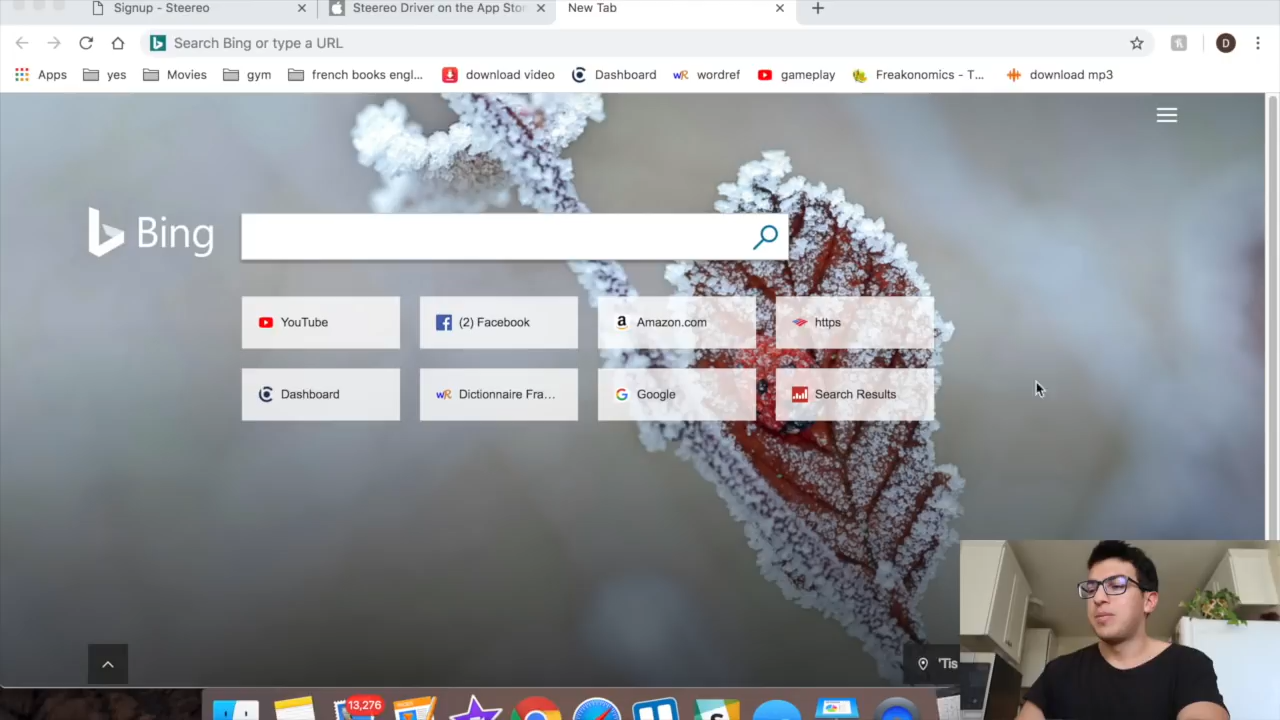 Signup - Steereo
Steereo Driver on the App Stor
New Tab
Search Bing or type a URL
D
Apps
yes
Movies
gym
french books engl...
download video
Dashboard
wordref
gameplay
Freakonomics - T...
download mp3
Bing
YouTube
(2) Facebook
Amazon.com
https
Dashboard
Dictionnaire Fra...
Google
Search Results
'Tis
13,276